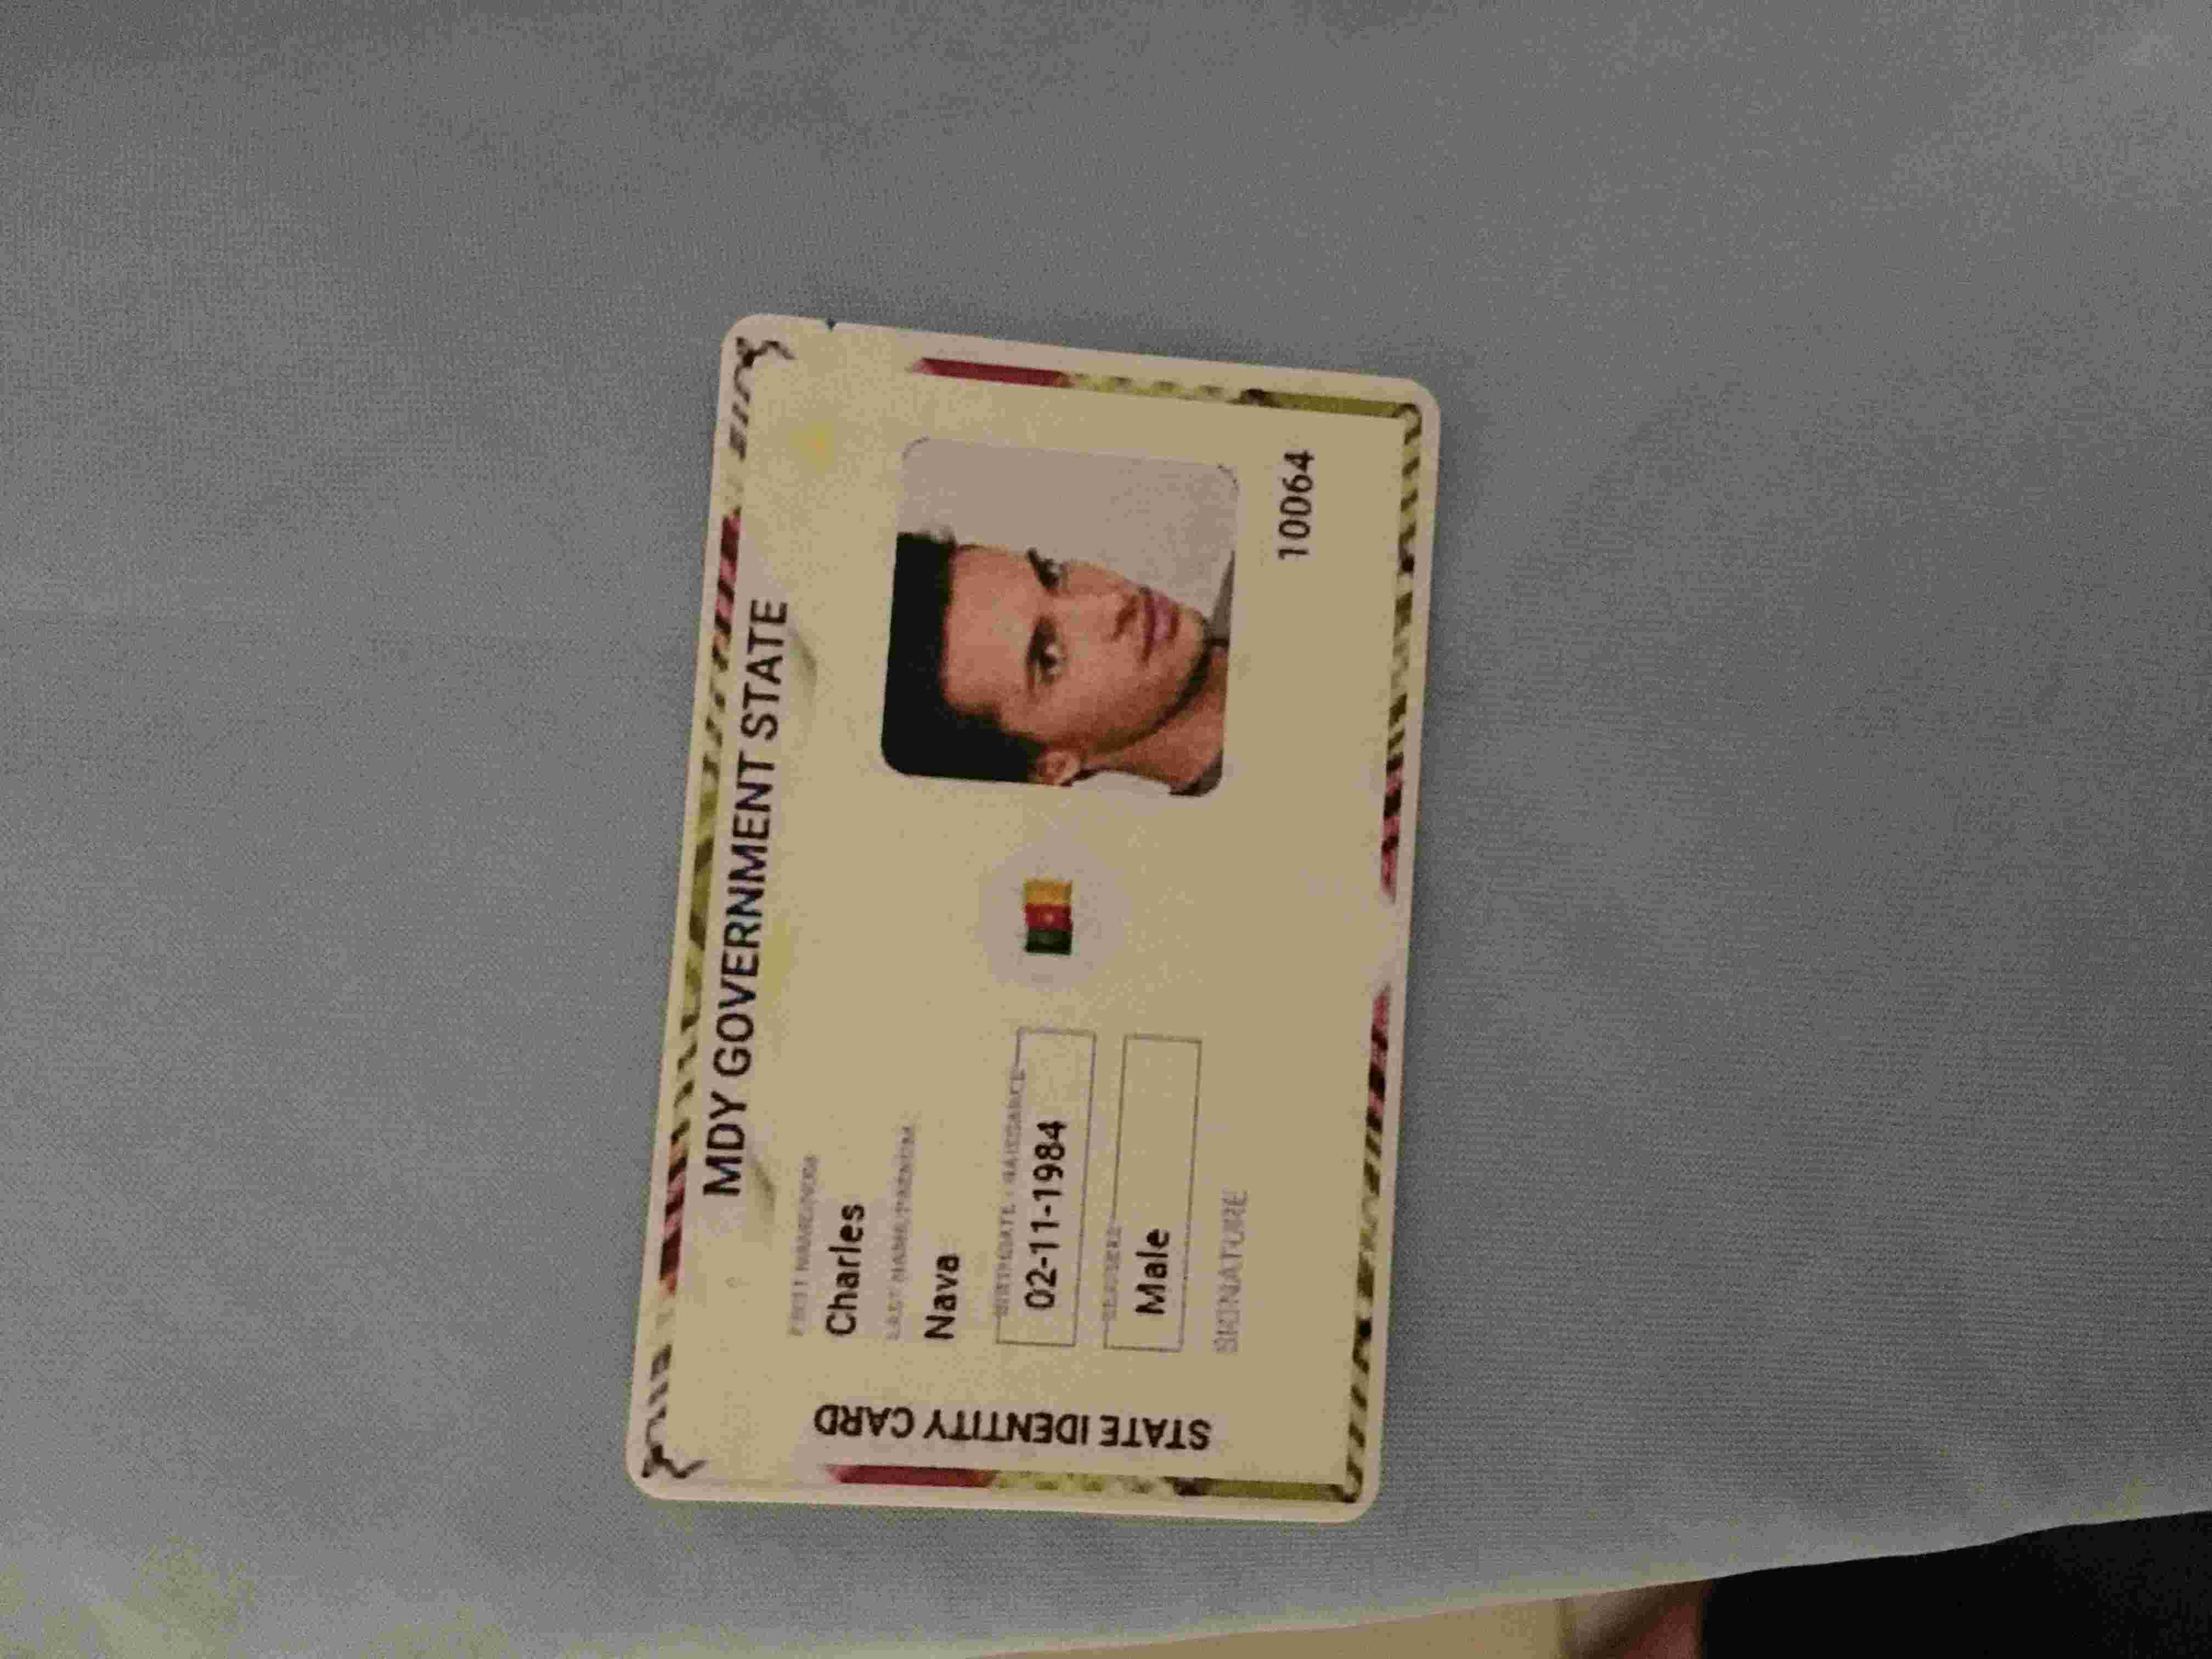 MDY GOVERNMENT STATE
FIRST NAME/NOM
Charles
LAST NAME/PRENOM
Nava
BIRTHDATE / NAISSANCE
02-11-1984
Male
SIGNATURE
10064
STATE IDENTITY CARD